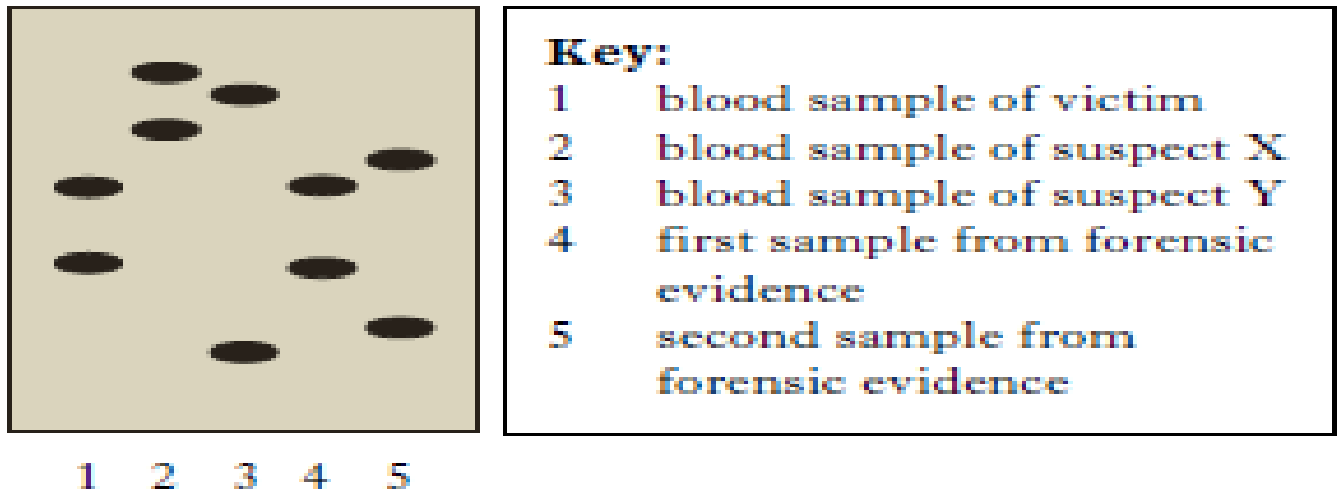 Key:
1 blood sample of victim
2 blood sample of suspect X
3 blood sample of suspect Y
4 first sample from forensic
evidence
5 second sample from
forensic evidence
1 2 3 4 5